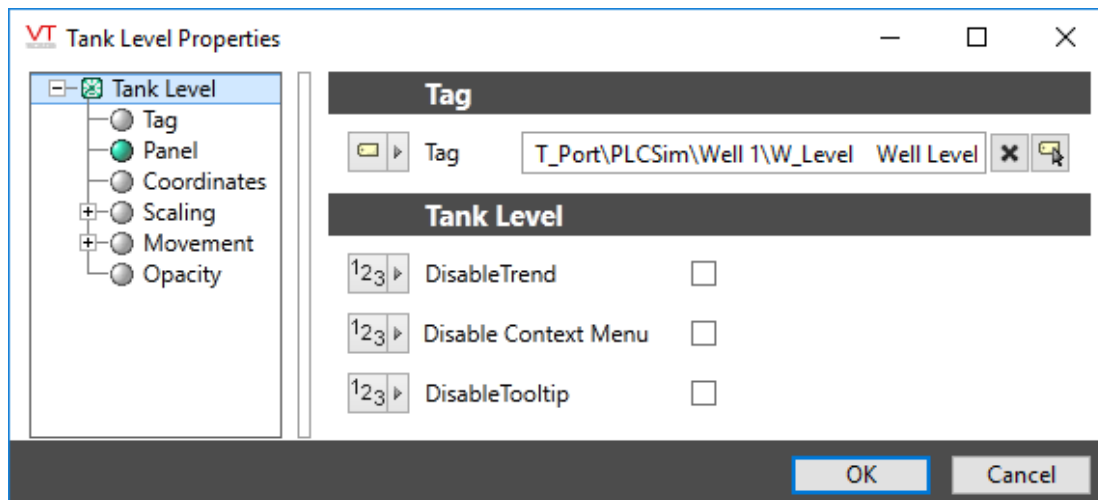 VT Tank Level Properties
Tank Level
Tag
Panel
Coordinates
Scaling
Movement
Opacity
Tag
Tag T_Port\PLCSim\Well 1\W_Level Well Level
Tank Level
123 DisableTrend
123 Disable Context Menu
123 DisableTooltip
OK Cancel